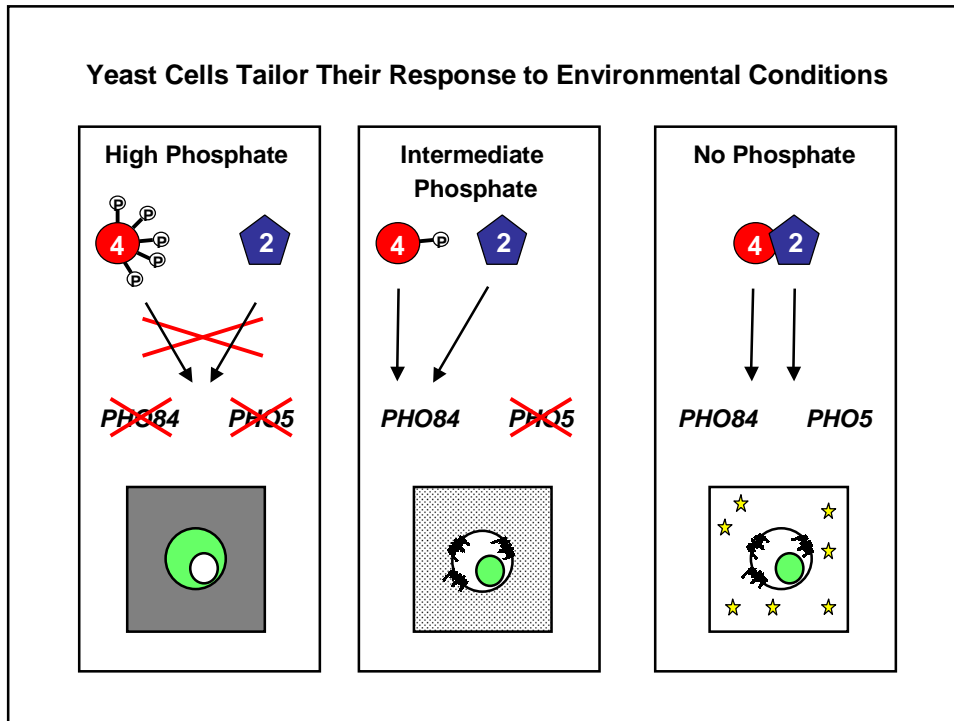 Yeast Cells Tailor Their Response to Environmental Conditions
High Phosphate
P
P
P
P
P
4
2
PHO84
PHO5
Intermediate
Phosphate
4
P
2
PHO84
PHO5
No Phosphate
4
2
PHO84
PHO5